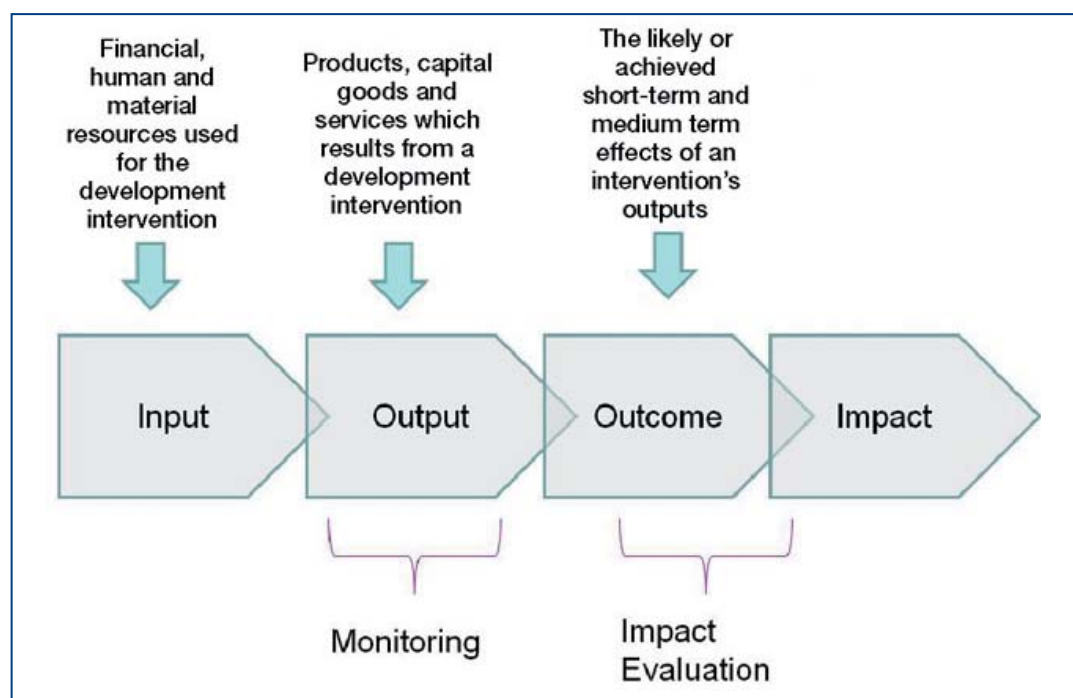 Financial,
human and
material
resources used
for the
development
intervention
Products, capital
goods and
services which
results from a
development
intervention
The likely or
achieved
short-term and
medium term
effects of an
intervention's
outputs
Input
Output
Outcome
Impact
Monitoring
Impact
Evaluation